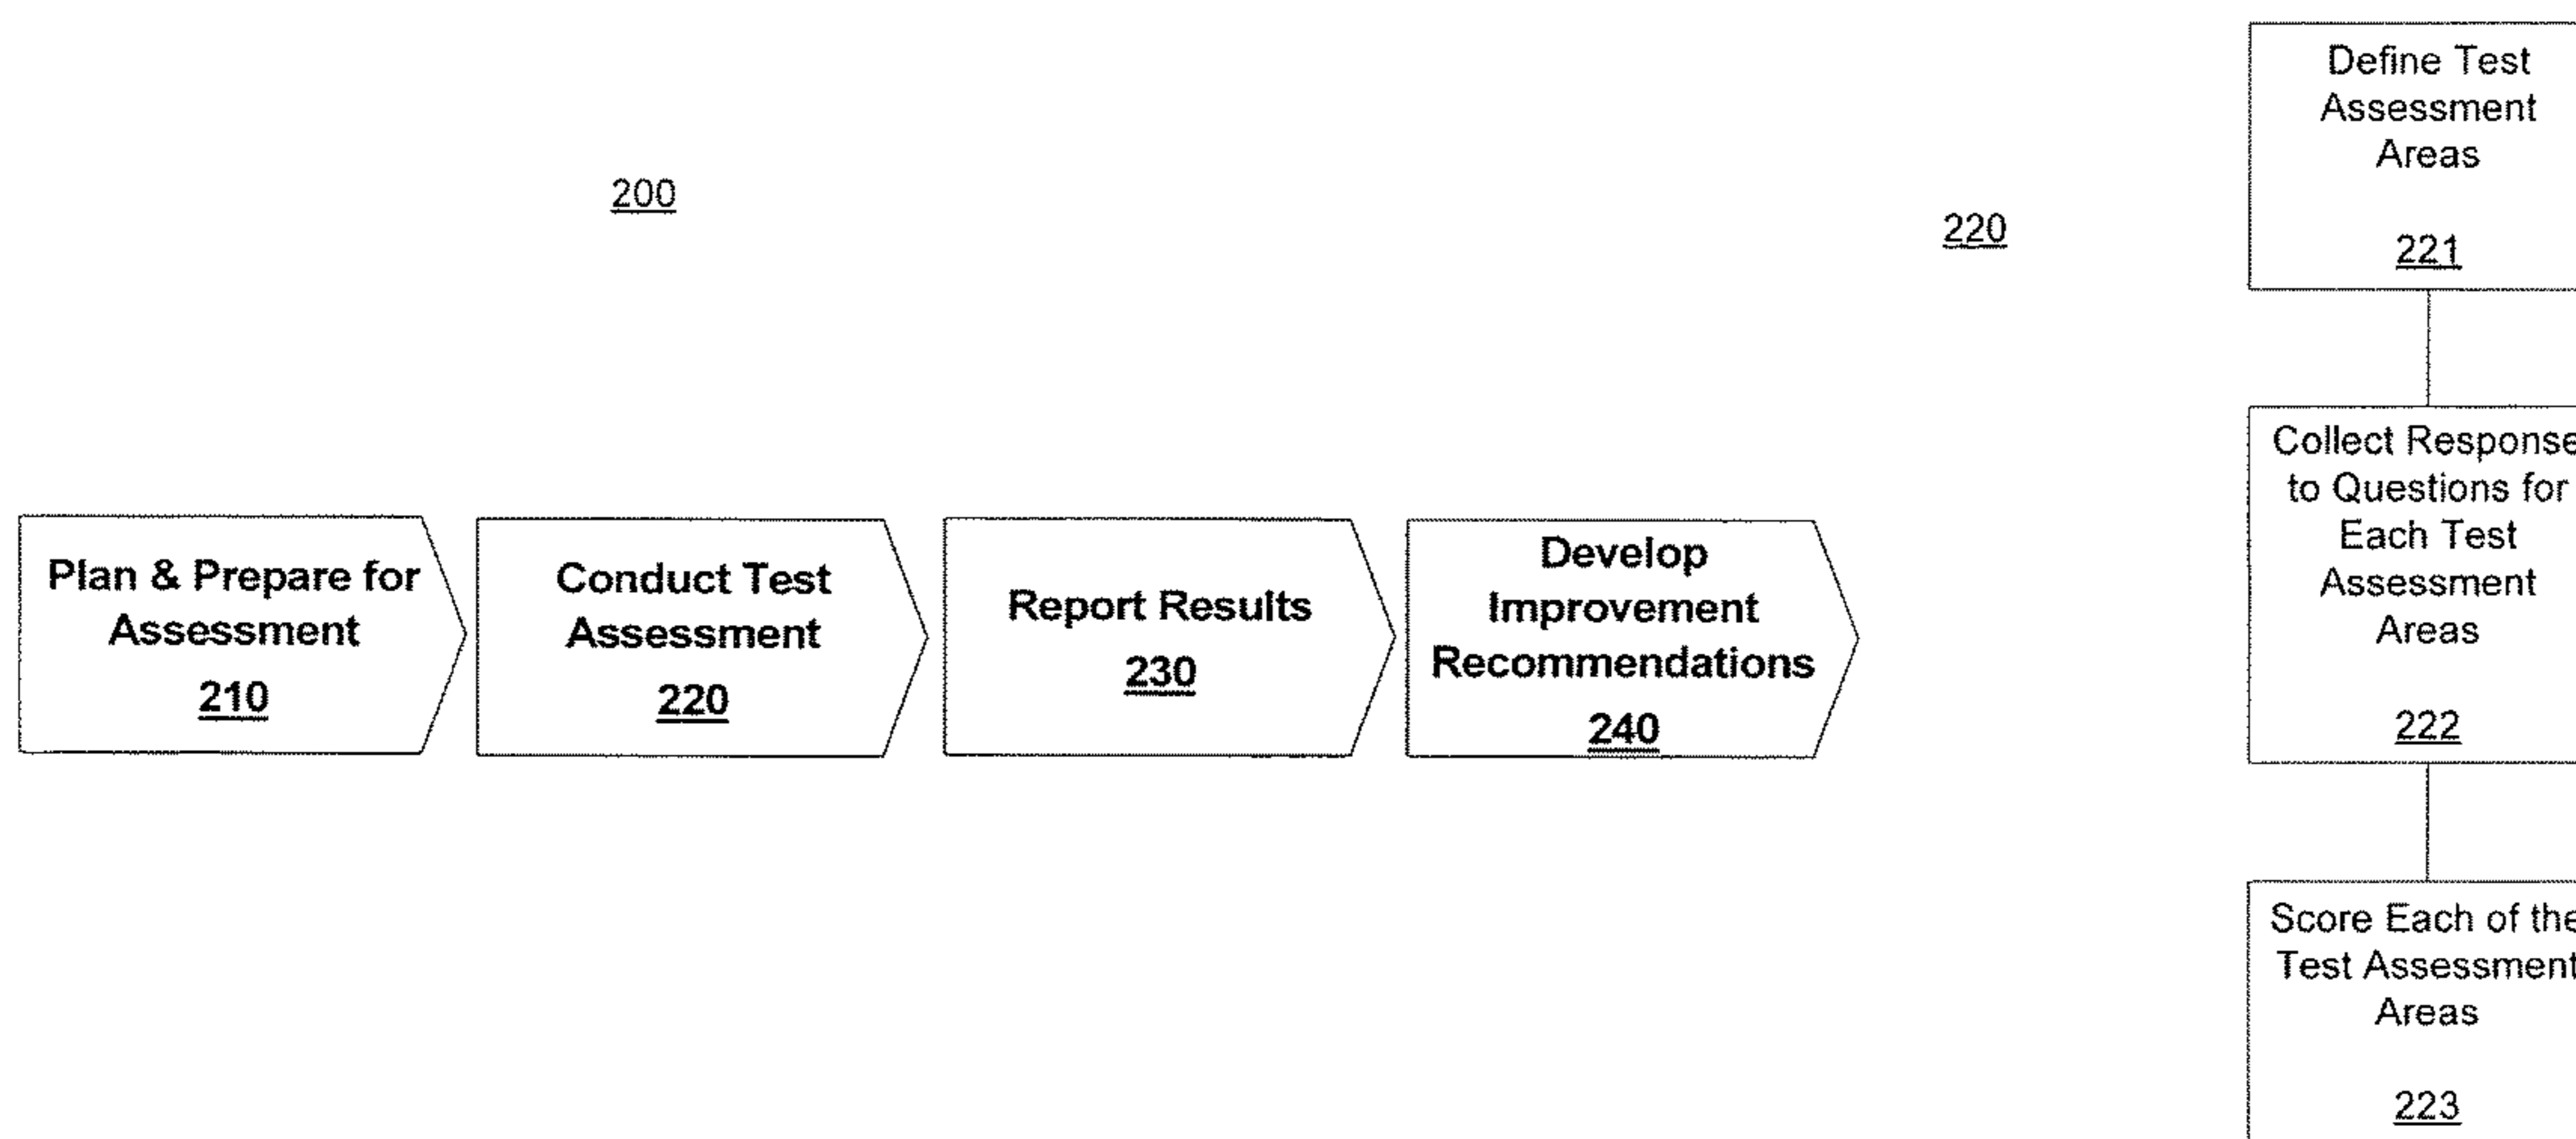 200
Plan & Prepare for
Assessment
210
Conduct Test
Assessment
220
Report Results
230
Develop
Improvement
Recommendations
240
220
Define Test
Assessment
Areas
221
Collect Response
to Questions for
Each Test
Assessment
Areas
222
Score Each of the
Test Assessment
Areas
223